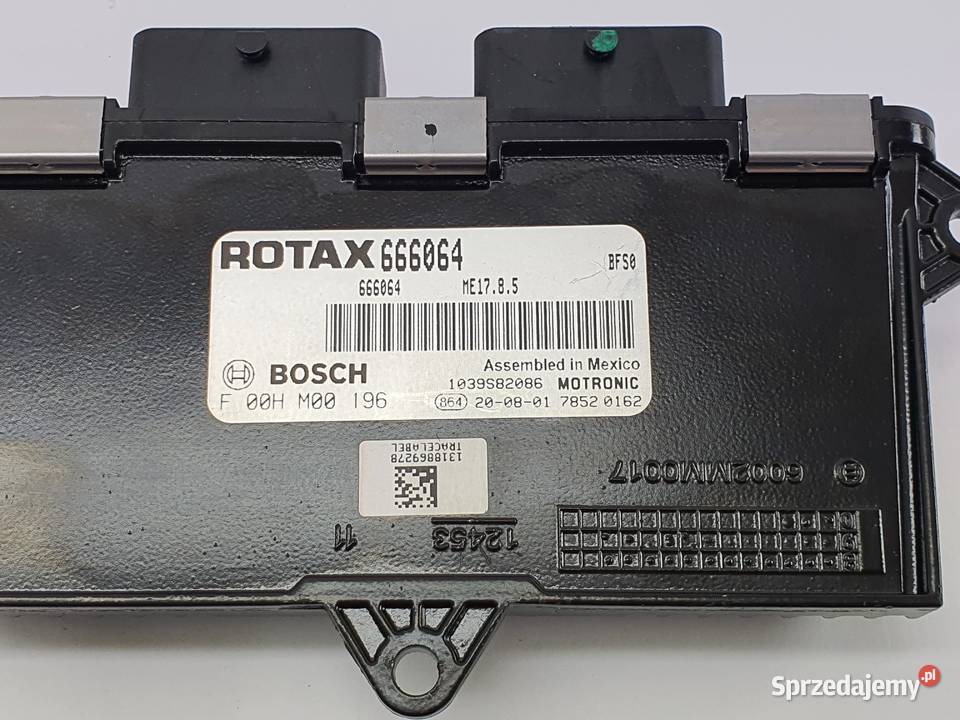 ROTAX 666064
BFS0
666064 ME17.8.5
Assembled in Mexico
BOSCH
1039S82086 MOTRONIC
F 00H M00 196
864 20-08-01 7852 0162
1318869278
TRACELABEL
6002MM0017
12453
11
Sprzedajemy.pl